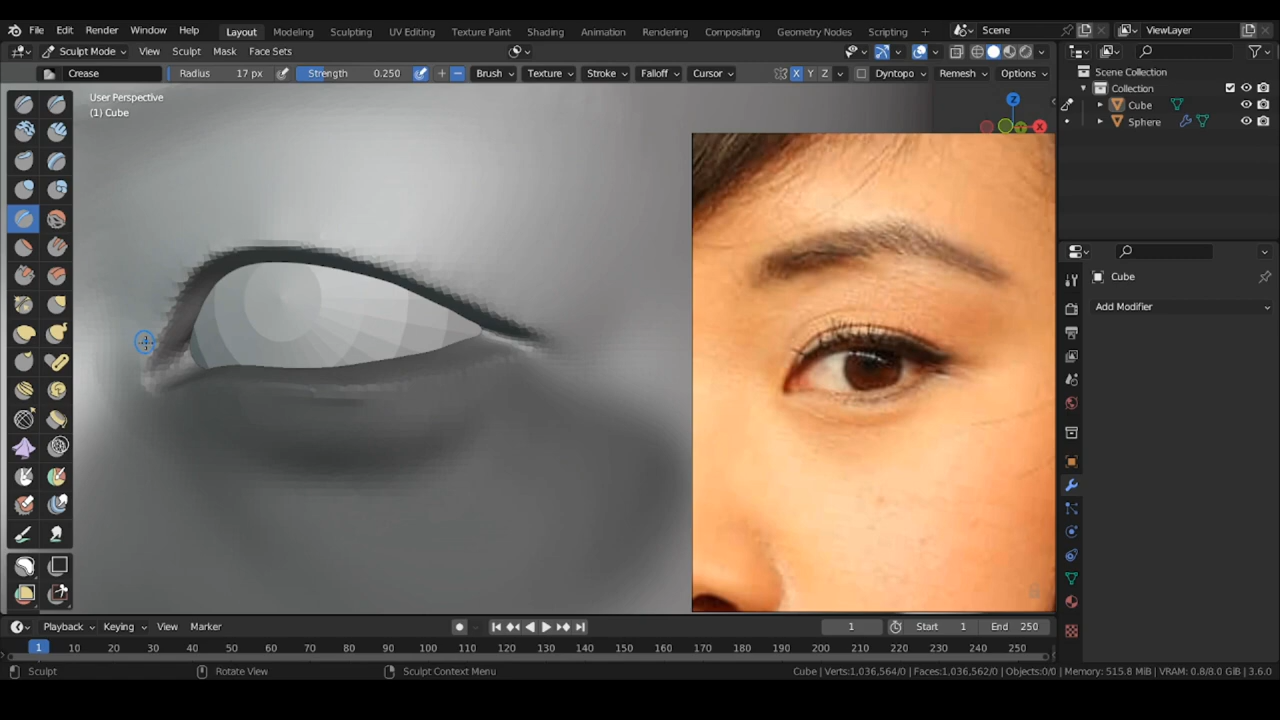 File Edit Render Window Help Layout Modeling Sculpting UV Editing Texture Paint Shading Animation Rendering Compositing Geometry Nodes Scripting + Scene ViewLayer
Sculpt Mode View Sculpt Mask Face Sets
Crease Radius 17 px Strength 0.250 Brush Texture Stroke Falloff Cursor X Y Z Dyntopo Remesh Options
Scene Collection
Collection
Cube
Sphere
User Perspective
(1) Cube
Z
X
Y
Cube
Add Modifier
Playback Keying View Marker 1 Start 1 End 250
1 10 20 30 40 50 60 70 80 90 100 110 120 130 140 150 160 170 180 190 200 210 220 230 240 250
Sculpt Rotate View Sculpt Context Menu Cube | Verts:1,036,564/0 | Faces:1,036,562/0 | Objects:0/0 | Memory: 515.8 MiB | VRAM: 0.8/8.0 GiB | 3.6.0